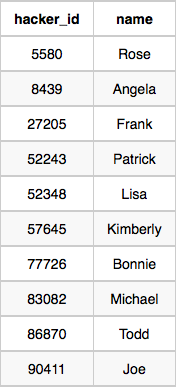 hacker_id name
5580 Rose
8439 Angela
27205 Frank
52243 Patrick
52348 Lisa
57645 Kimberly
77726 Bonnie
83082 Michael
86870 Todd
90411 Joe